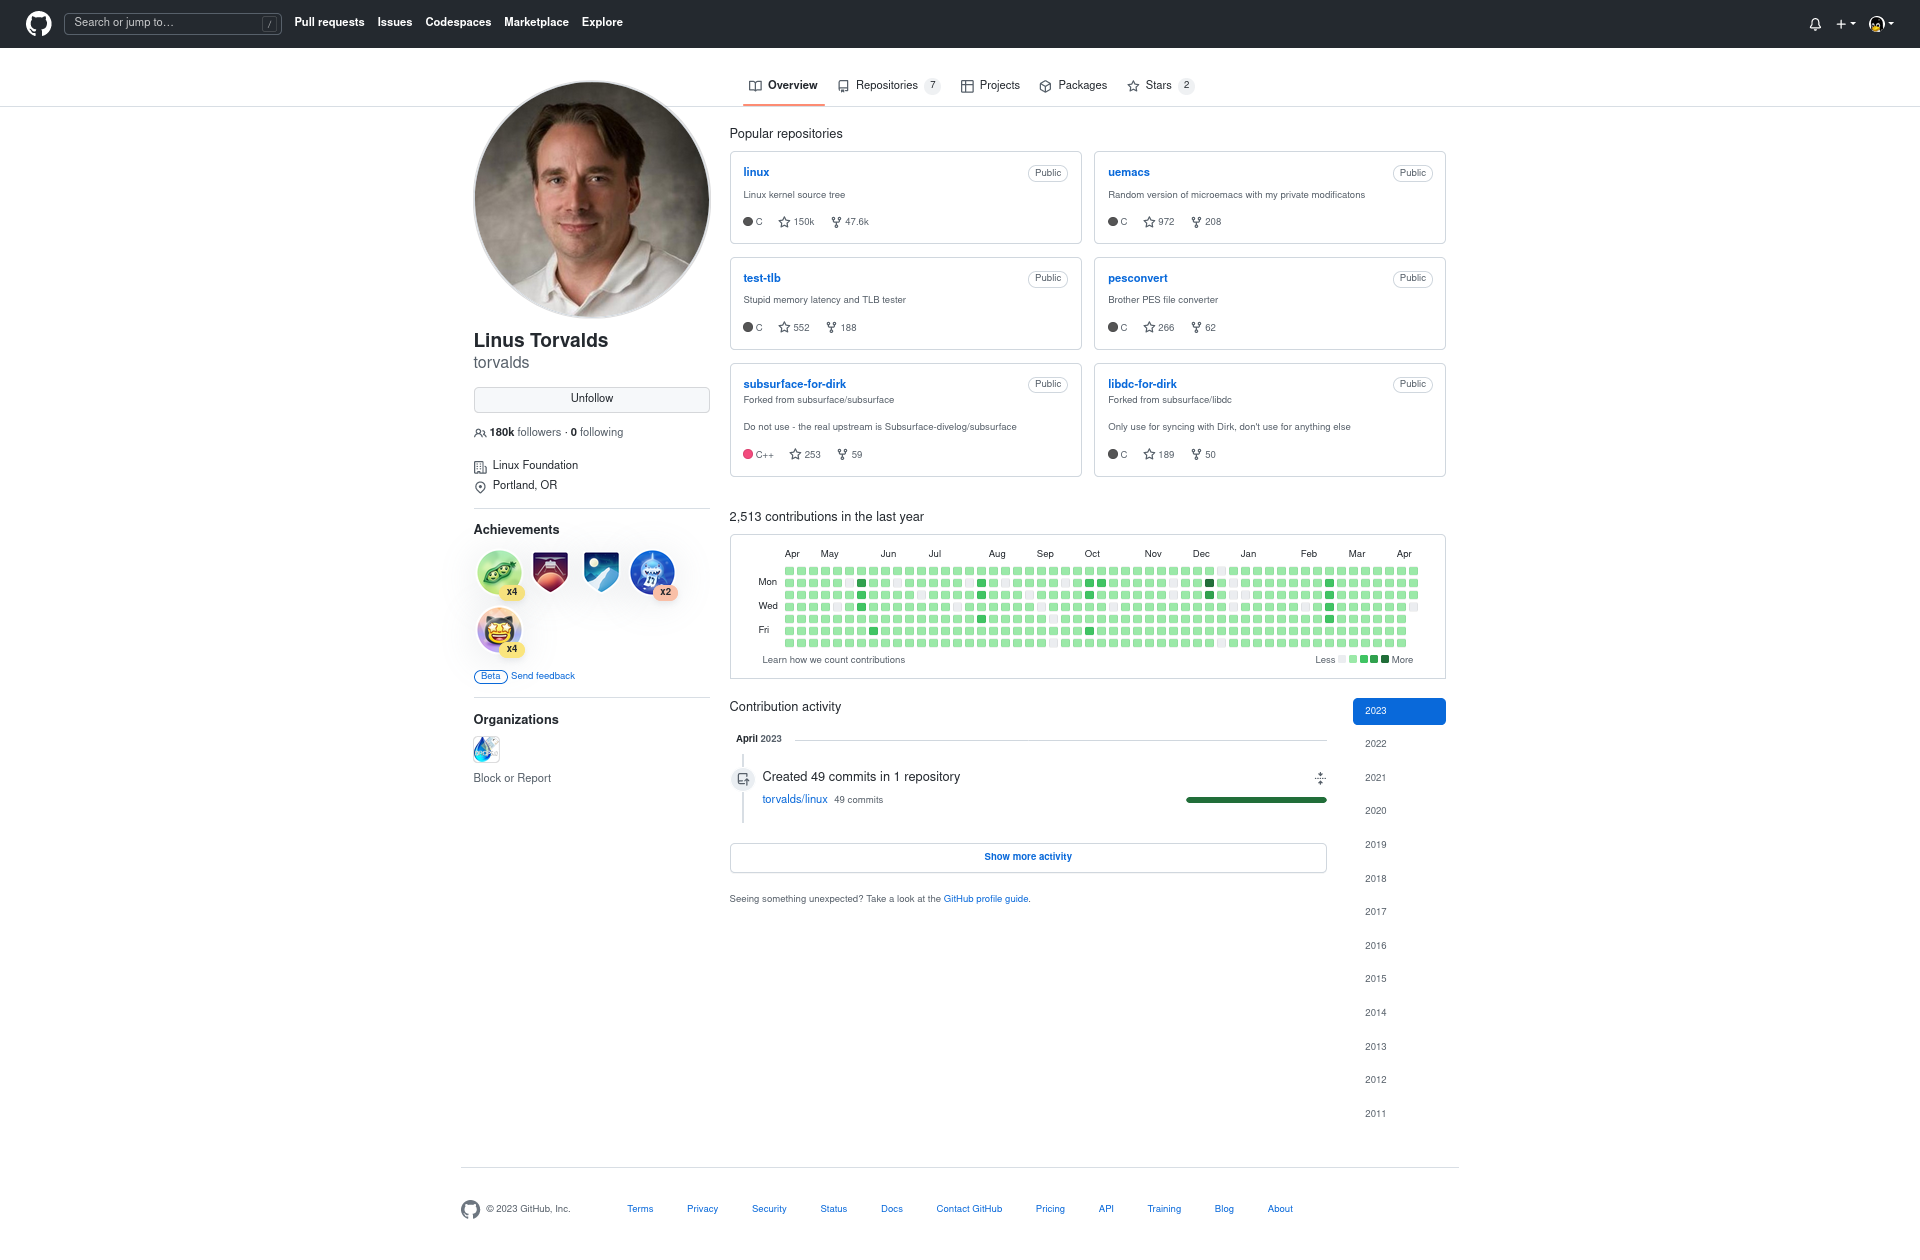 Search or jump to… /
Pull requests Issues Codespaces Marketplace Explore
Overview Repositories 7 Projects Packages Stars 2
Linus Torvalds
torvalds
Unfollow
180k followers · 0 following
Linux Foundation
Portland, OR
Achievements
x4
x2
x4
Beta Send feedback
Organizations
Block or Report
Popular repositories
linux Public
Linux kernel source tree
C 150k 47.6k
uemacs Public
Random version of microemacs with my private modificatons
C 972 208
test-tlb Public
Stupid memory latency and TLB tester
C 552 188
pesconvert Public
Brother PES file converter
C 266 62
subsurface-for-dirk Public
Forked from subsurface/subsurface
Do not use - the real upstream is Subsurface-divelog/subsurface
C++ 253 59
libdc-for-dirk Public
Forked from subsurface/libdc
Only use for syncing with Dirk, don't use for anything else
C 189 50
2,513 contributions in the last year
Apr May Jun Jul Aug Sep Oct Nov Dec Jan Feb Mar Apr
Mon
Wed
Fri
Learn how we count contributions Less More
Contribution activity
April 2023
Created 49 commits in 1 repository
torvalds/linux 49 commits
Show more activity
Seeing something unexpected? Take a look at the GitHub profile guide.
2023
2022
2021
2020
2019
2018
2017
2016
2015
2014
2013
2012
2011
© 2023 GitHub, Inc. Terms Privacy Security Status Docs Contact GitHub Pricing API Training Blog About